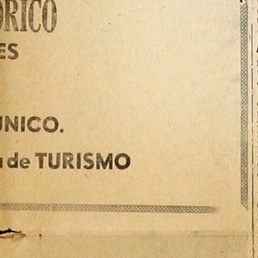 ÓRICO
ES
ÚNICO.
a de TURISMO